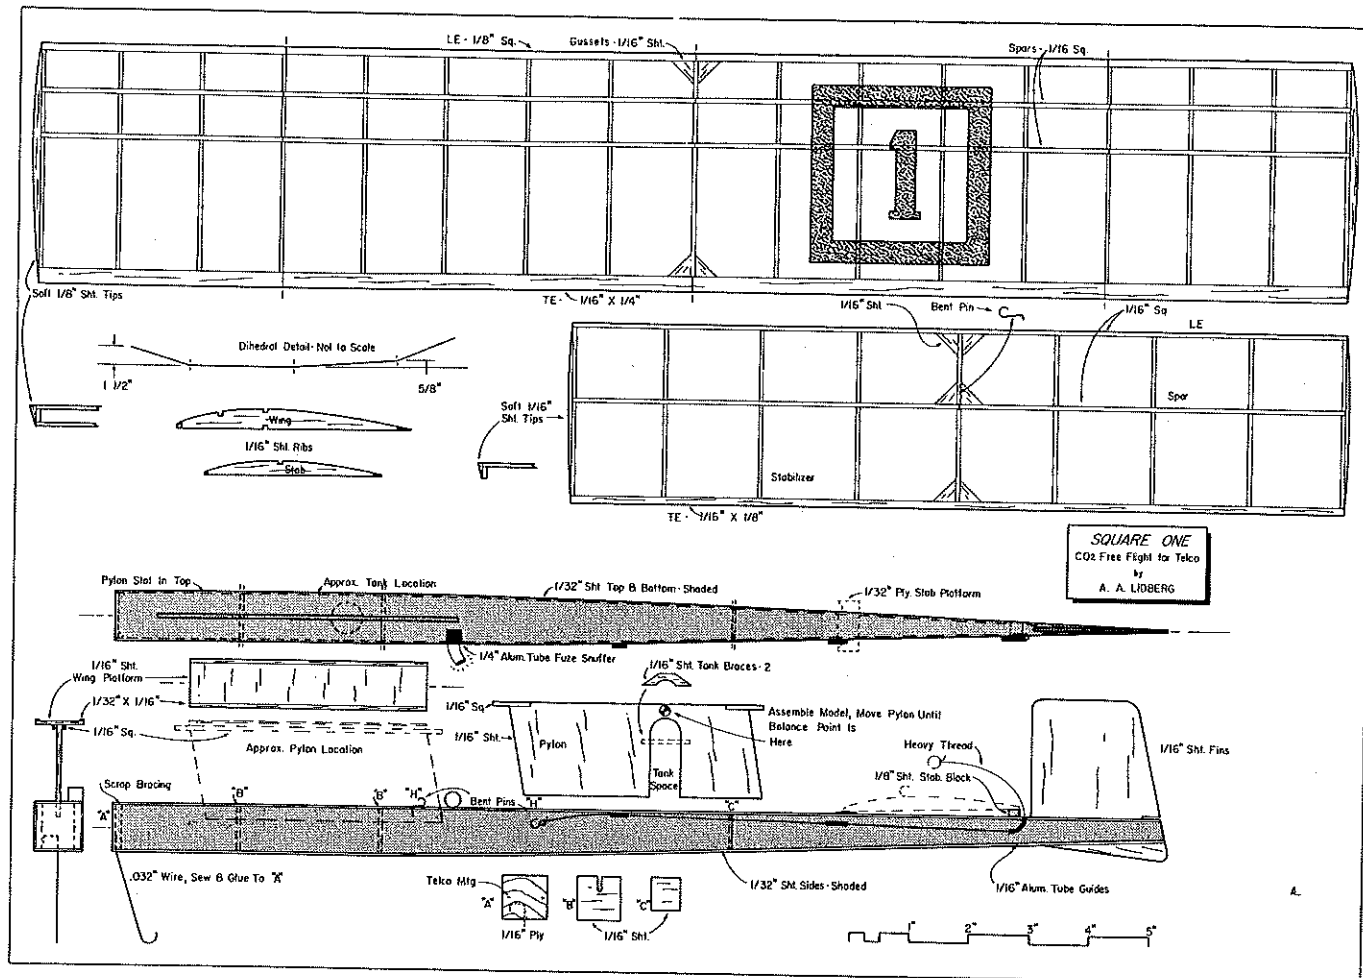 LE - 1/8" Sq.
Gussets - 1/16" Sht.
Spars - 1/16 Sq.
1
Soft 1/8" Sht. Tips
TE - 1/16" X 1/4"
1/16" Sht.
Bent Pin
1/16" Sq
LE
Dihedral Detail - Not to Scale
1 1/2"
5/8"
Wing
1/16" Sht. Ribs
Stab
Soft 1/16"
Sht. Tips
Spar
Stabilizer
TE - 1/16" X 1/8"
SQUARE ONE
CO2 Free Flight for Telco
by
A. A. LIDBERG
Pylon Slot in Top
Approx. Tank Location
1/32" Sht. Top & Bottom - Shaded
1/32" Ply. Stab Platform
1/4" Alum. Tube Fuze Snuffer
1/16" Sht.
Wing Platform
1/32" X 1/16"
1/16" Sq.
Approx. Pylon Location
1/16" Sht. Tank Braces - 2
1/16" Sq
1/16" Sht.
Pylon
Tank
Space
Assemble Model, Move Pylon Until
Balance Point Is
Here
Heavy Thread
1/8" Sht. Stab. Block
1/16" Sht. Fins
Scrap Bracing
"A"
"B"
"B"
"H"
Bent Pins
"H"
"C"
.032" Wire, Sew & Glue To "A"
Telco Mtg
"A"
1/16" Ply
"B"
"C"
1/16" Sht.
1/32" Sht. Sides - Shaded
1/16" Alum. Tube Guides
1"
2"
3"
4"
5"